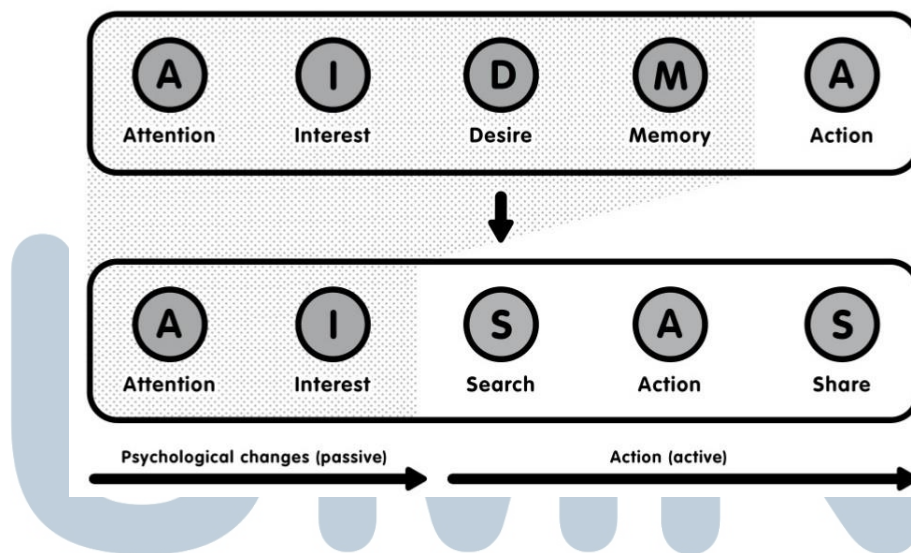 A I D M A
Attention Interest Desire Memory Action
A I S A S
Attention Interest Search Action Share
Psychological changes (passive) Action (active)